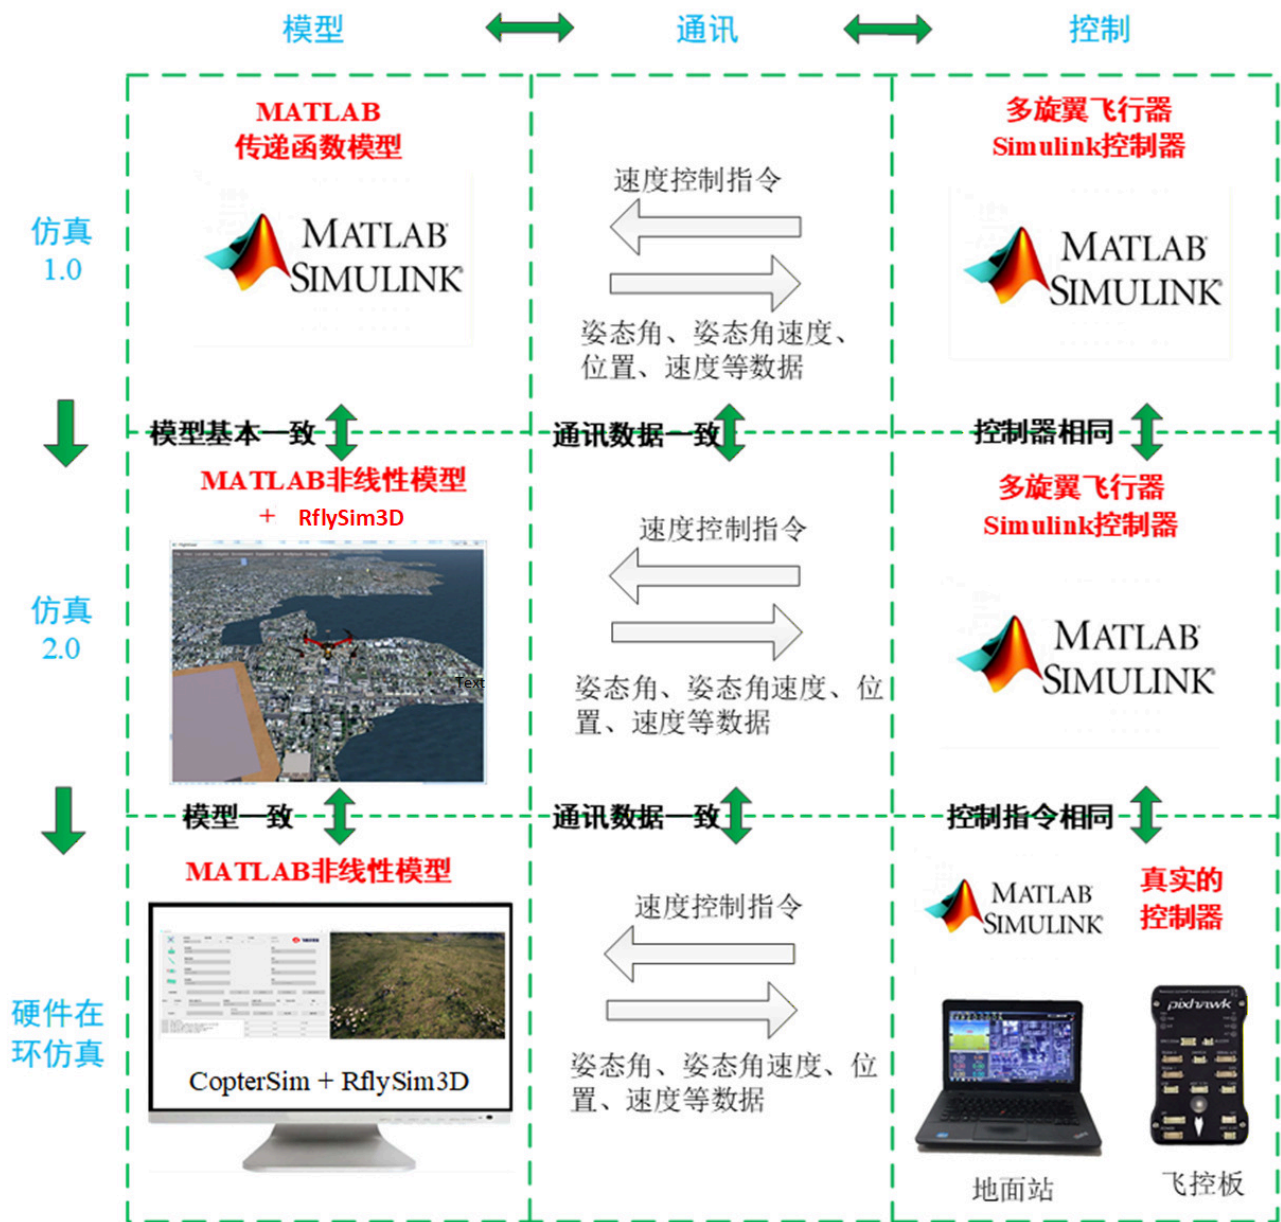 模型
通讯
控制
MATLAB
传递函数模型
多旋翼飞行器
Simulink控制器
仿真
1.0
MATLAB
SIMULINK
速度控制指令
姿态角、姿态角速度、
位置、速度等数据
MATLAB
SIMULINK
模型基本一致
通讯数据一致
控制器相同
MATLAB非线性模型
+ RflySim3D
多旋翼飞行器
Simulink控制器
仿真
2.0
Text
速度控制指令
姿态角、姿态角速度、位
置、速度等数据
MATLAB
SIMULINK
模型一致
通讯数据一致
控制指令相同
MATLAB非线性模型
硬件在
环仿真
CopterSim + RflySim3D
速度控制指令
姿态角、姿态角速度、位
置、速度等数据
MATLAB
SIMULINK
真实的
控制器
pixhawk
地面站
飞控板